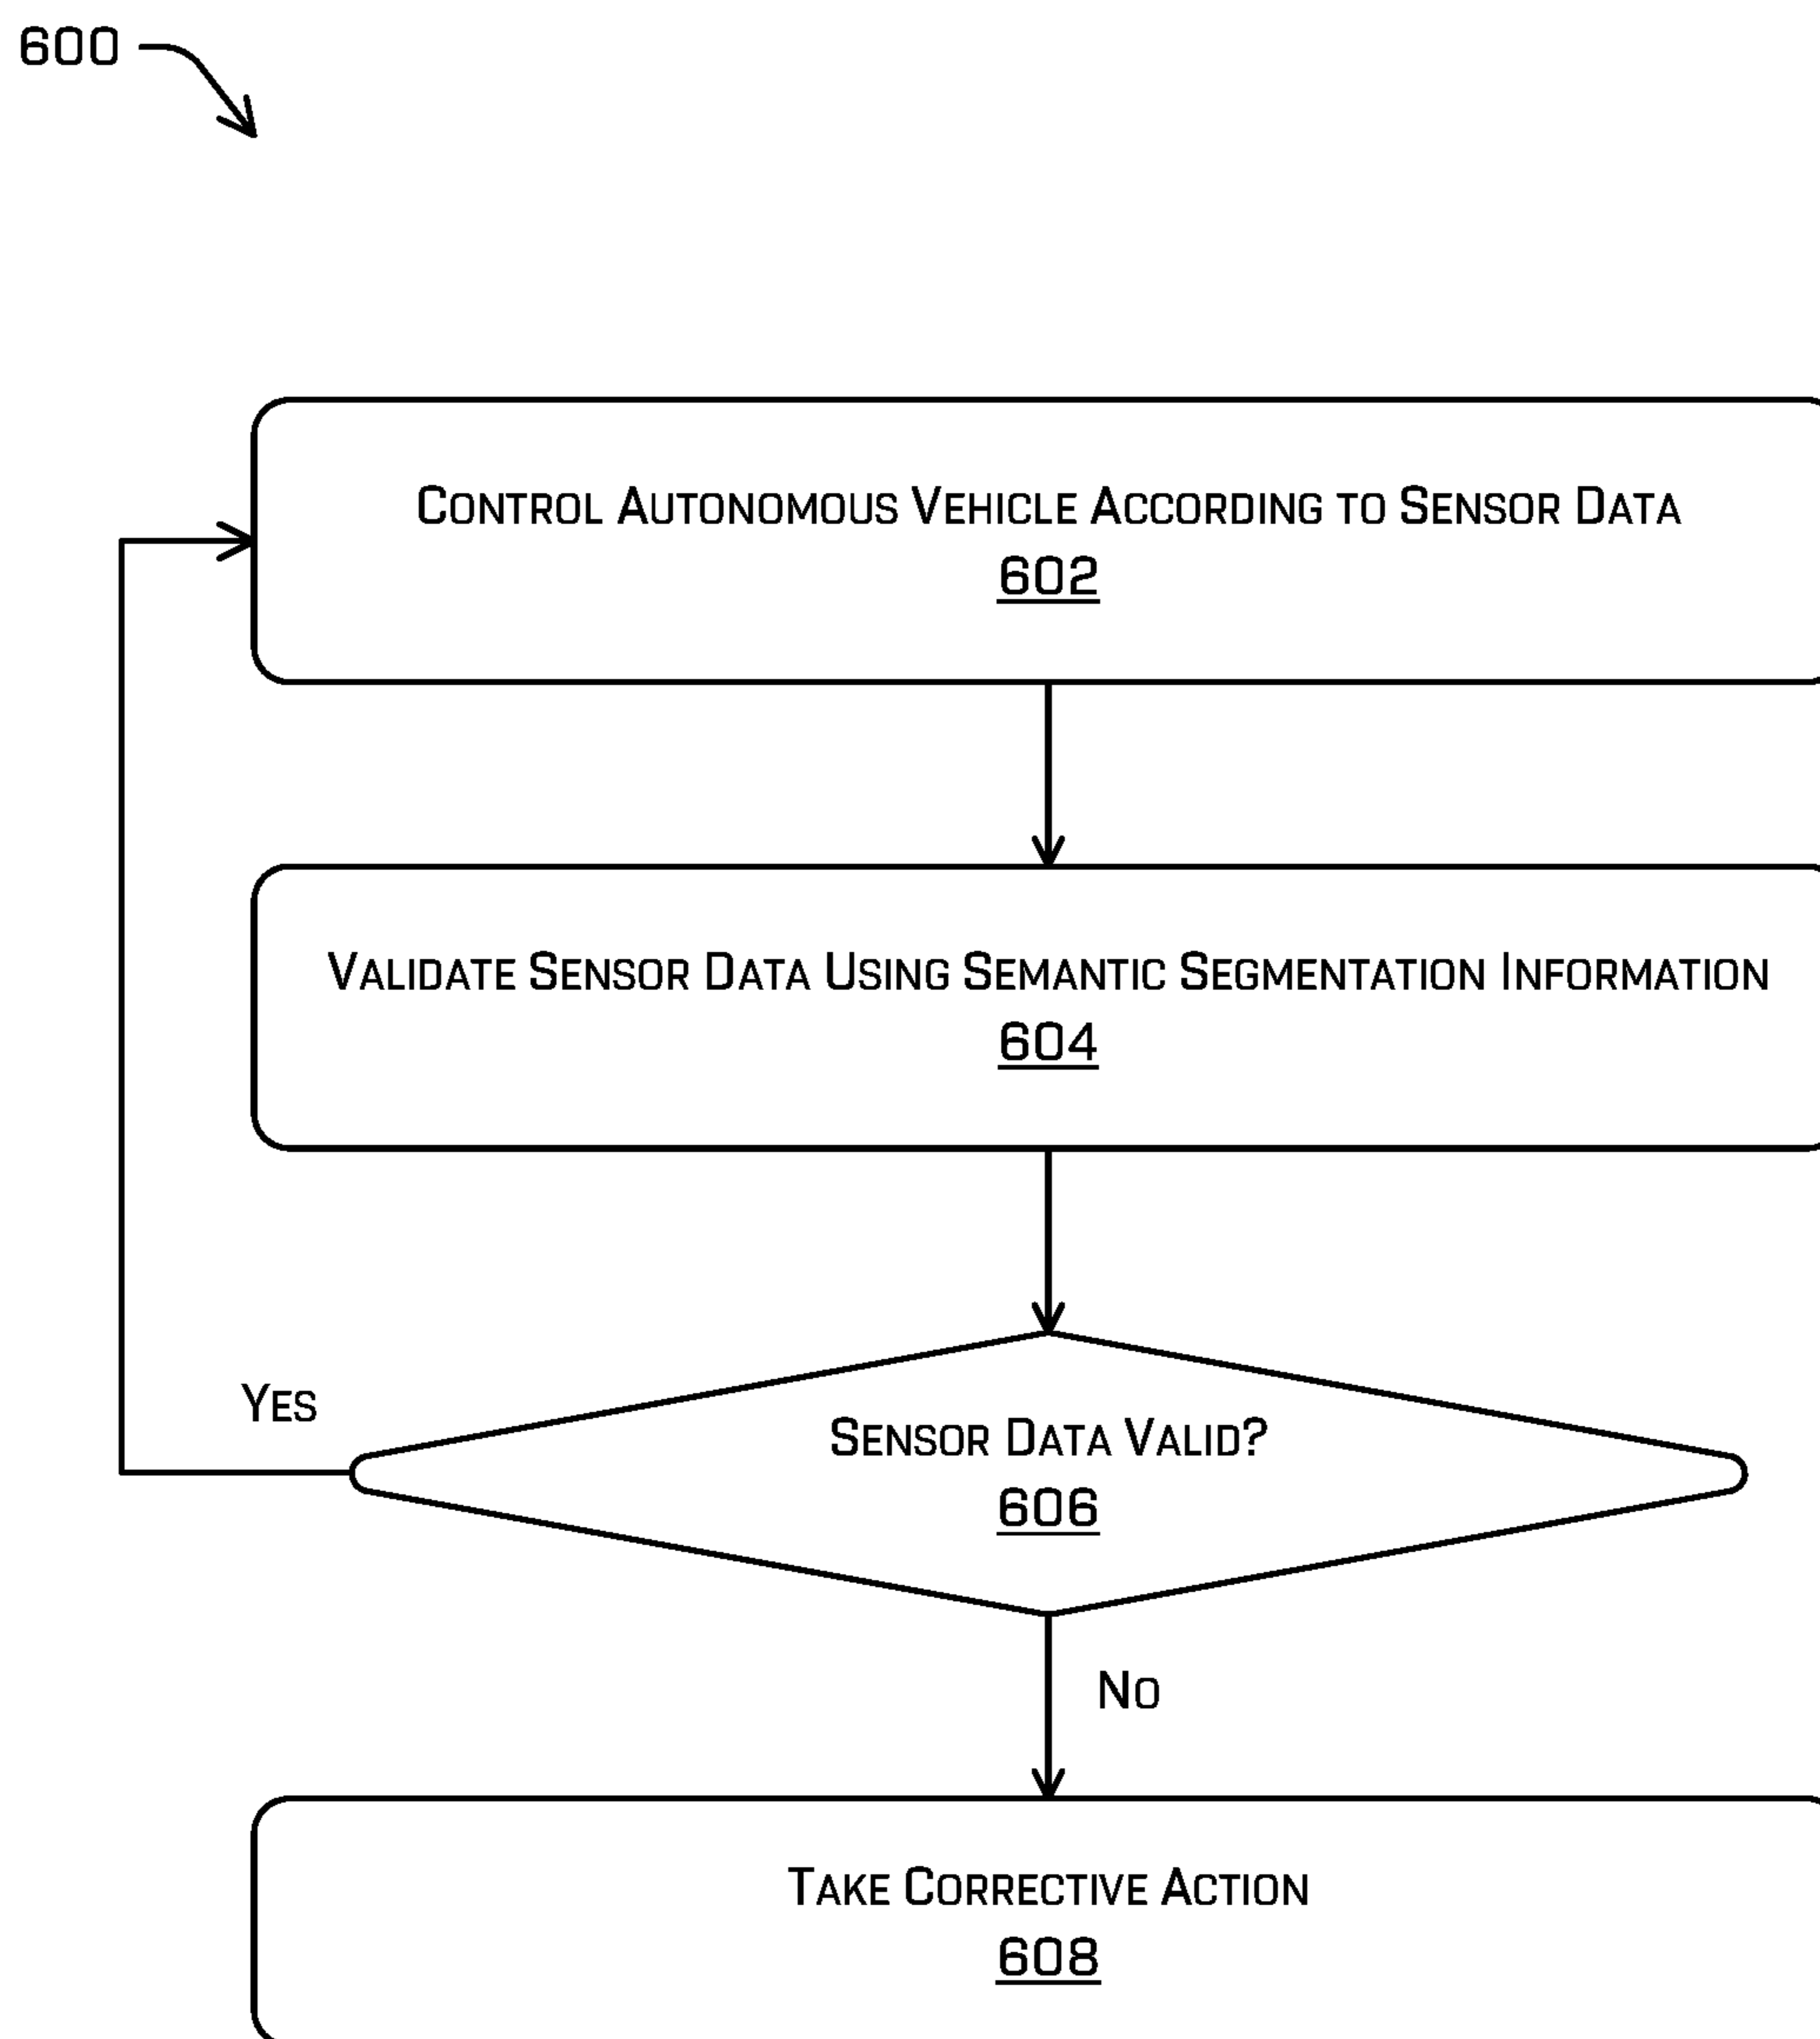 600
Control Autonomous Vehicle According to Sensor Data
602
Validate Sensor Data Using Semantic Segmentation Information
604
Yes
Sensor Data Valid?
606
No
Take Corrective Action
608